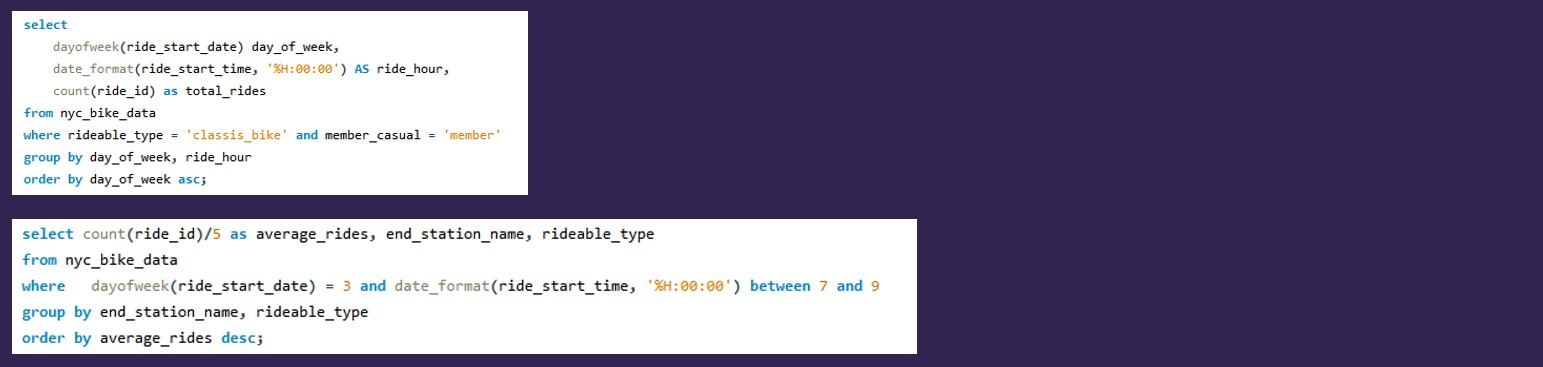 select
dayofweek(ride_start_date) day_of_week,
date_format(ride_start_time, '%H:00:00') AS ride_hour,
count(ride_id) as total_rides
from nyc_bike_data
where rideable_type = 'classis_bike' and member_casual = 'member'
group by day_of_week, ride_hour
order by day_of_week asc;
select count(ride_id)/5 as average_rides, end_station_name, rideable_type
from nyc_bike_data
where dayofweek(ride_start_date) = 3 and date_format(ride_start_time, '%H:00:00') between 7 and 9
group by end_station_name, rideable_type
order by average_rides desc;